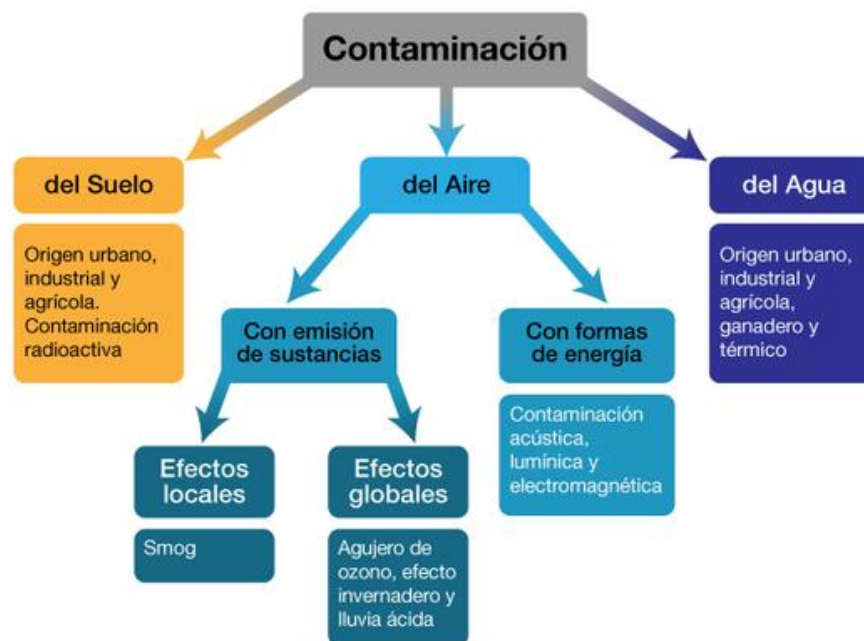 Contaminación
del Suelo
Origen urbano,
industrial y
agrícola.
Contaminación
radioactiva
del Aire
Con emisión
de sustancias
Efectos
locales
Smog
Efectos
globales
Agujero de
ozono, efecto
invernadero y
lluvia ácida
Con formas
de energía
Contaminación
acústica,
lumínica y
electromagnética
del Agua
Origen urbano,
industrial y
agrícola,
ganadero y
térmico